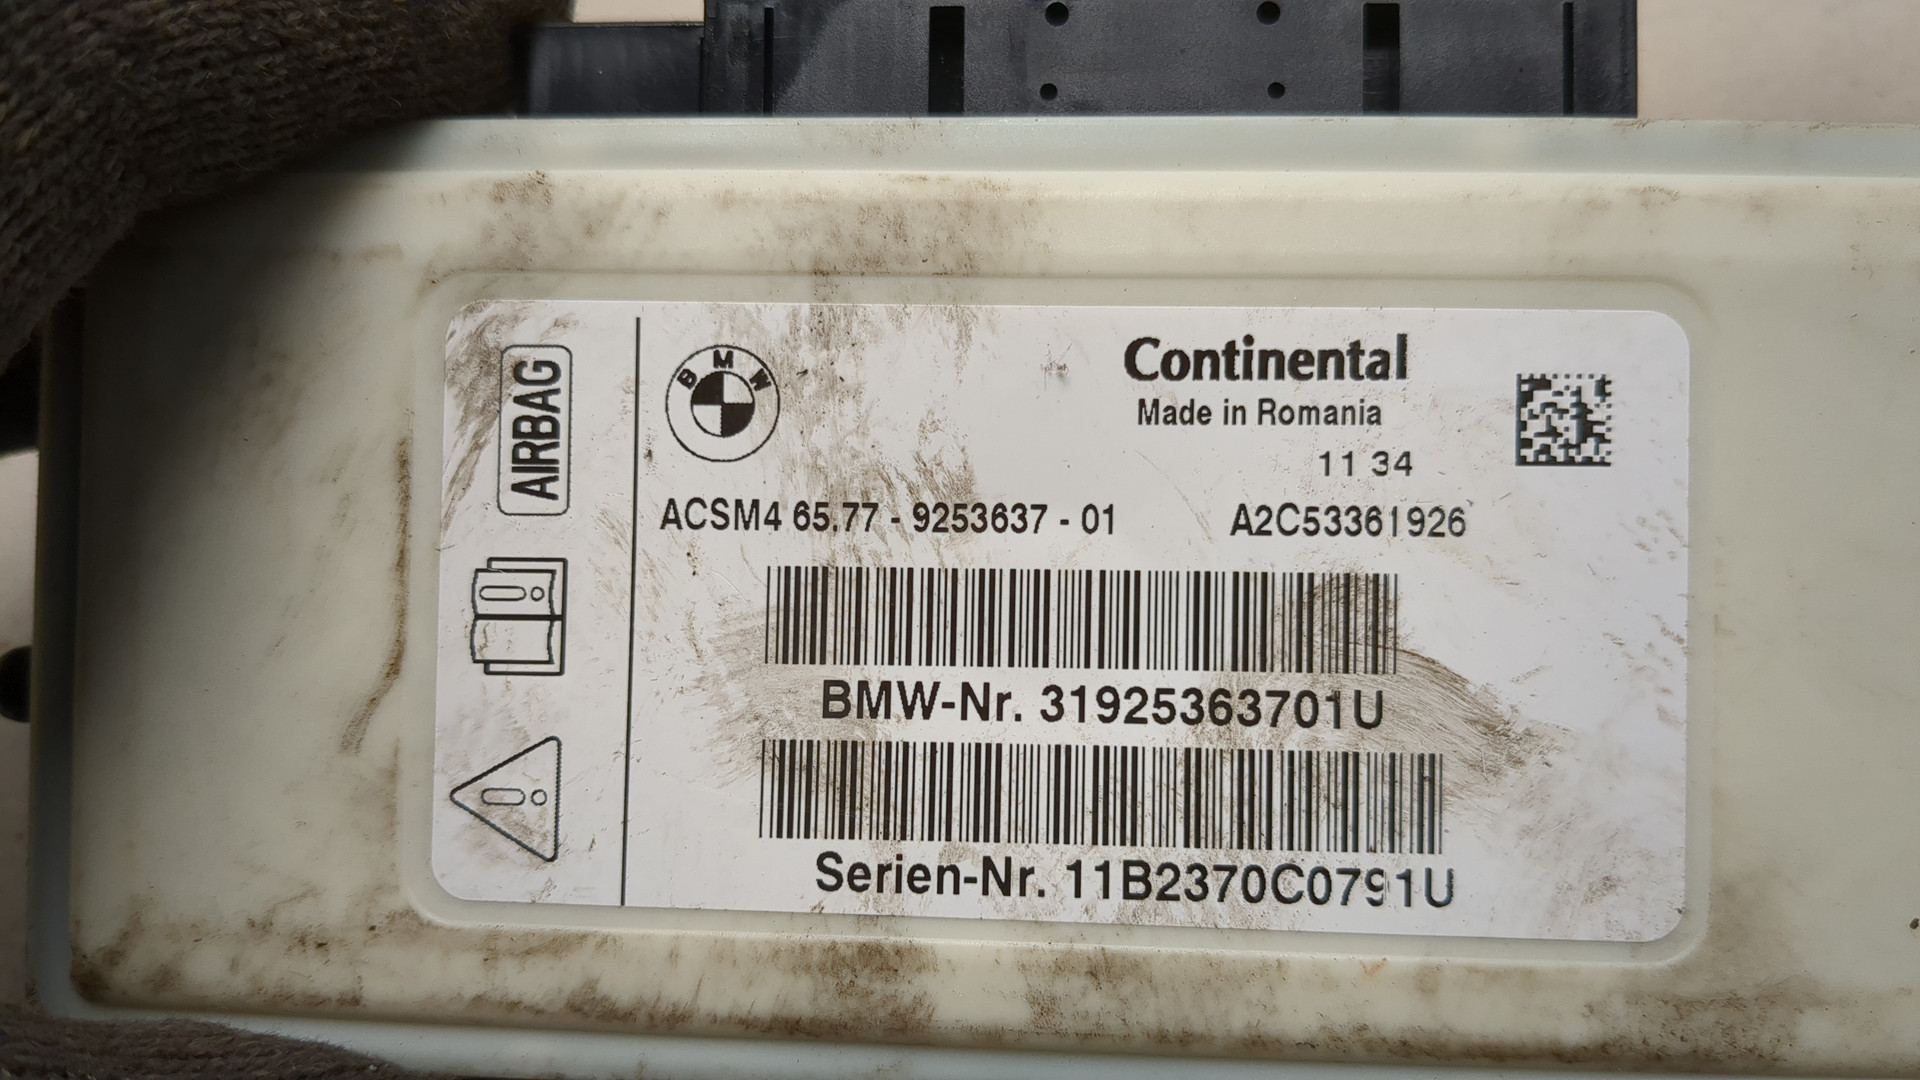 AIRBAG
BMW
Continental
Made in Romania
11 34
ACSM4 65.77 - 9253637 - 01 A2C53361926
BMW-Nr. 31925363701U
Serien-Nr. 11B2370C0791U